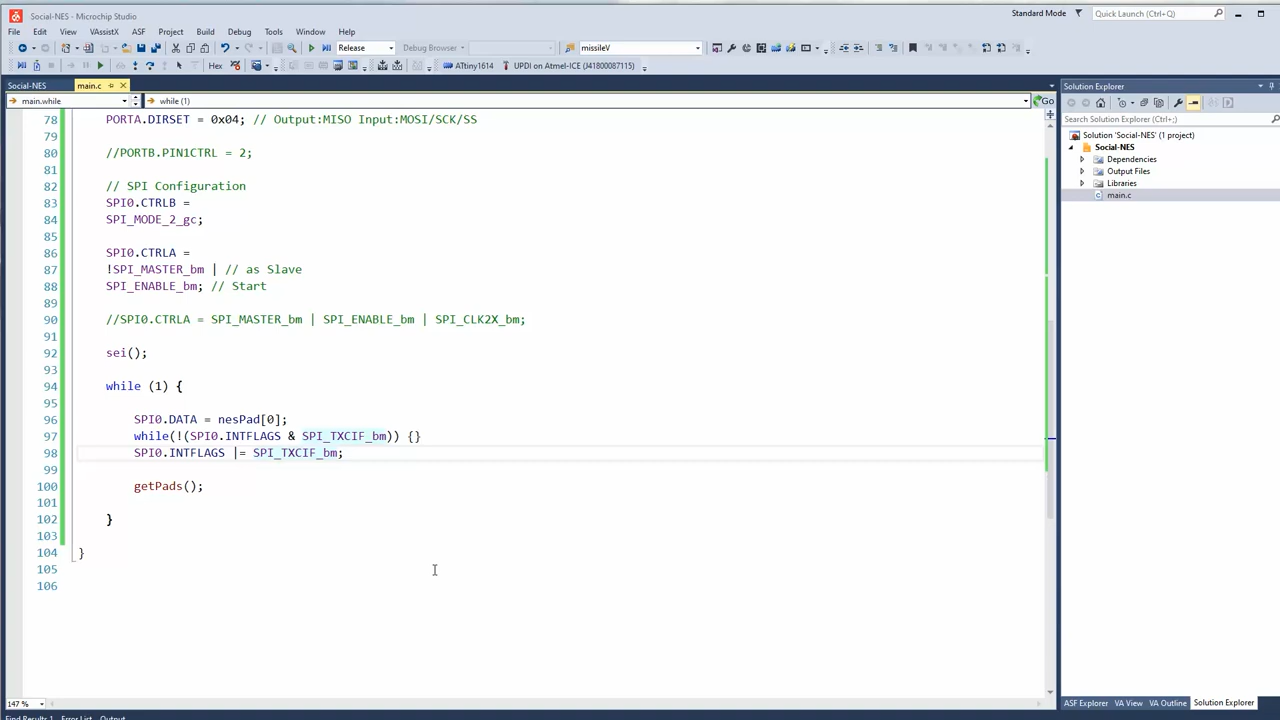 Social-NES - Microchip Studio
Standard Mode
Quick Launch (Ctrl+Q)
File Edit View VAssistX ASF Project Build Debug Tools Window Help
Release
Debug Browser
missileV
Hex
ATtiny1614
UPDI on Atmel-ICE (J41800087115)
Social-NES
main.c
main.while
while (1)
Go
78 PORTA.DIRSET = 0x04; // Output:MISO Input:MOSI/SCK/SS
79
80 //PORTB.PIN1CTRL = 2;
81
82 // SPI Configuration
83 SPI0.CTRLB =
84 SPI_MODE_2_gc;
85
86 SPI0.CTRLA =
87 !SPI_MASTER_bm | // as Slave
88 SPI_ENABLE_bm; // Start
89
90 //SPI0.CTRLA = SPI_MASTER_bm | SPI_ENABLE_bm | SPI_CLK2X_bm;
91
92 sei();
93
94 while (1) {
95
96 SPI0.DATA = nesPad[0];
97 while(!(SPI0.INTFLAGS & SPI_TXCIF_bm)) {}
98 SPI0.INTFLAGS |= SPI_TXCIF_bm;
99
100 getPads();
101
102 }
103
104 }
105
106
147 %
Find Results 1 Error List Output
Solution Explorer
Search Solution Explorer (Ctrl+;)
Solution 'Social-NES' (1 project)
Social-NES
Dependencies
Output Files
Libraries
main.c
ASF Explorer VA View VA Outline Solution Explorer